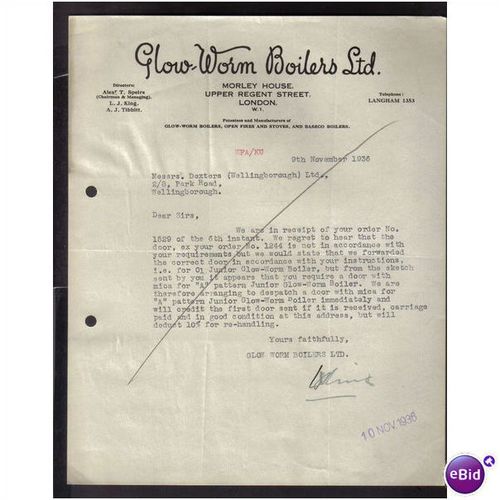 Glow-Worm Boilers Ltd.
MORLEY HOUSE.
UPPER REGENT STREET.
LONDON.
W.1.
Directors:
Alexr T. Speirs
(Chairman & Managing).
L. J. King.
A. J. Tibbitt.
Telephone:
LANGHAM 1353
Patentees and Manufacturers of
GLOW-WORM BOILERS, OPEN FIRES AND STOVES, AND BASECO BOILERS.
EFA/KU
9th November 1936
Messrs. Dexters (Wellingborough) Ltd.,
2/8, Park Road,
Wellingborough.
Dear Sirs,
We are in receipt of your order No.
1529 of the 6th instant. We regret to hear that the
door, ex your order No. 1244 is not in accordance with
your requirements but we would state that we forwarded
the correct door in accordance with your instructions,
i.e. for 01 Junior Glow-Worm Boiler, but from the sketch
sent by you it appears that you require a door with
mica for "A" pattern Junior Glow-Worm Boiler. We are
therefore arranging to despatch a door with mica for
"A" pattern Junior Glow-Worm Boiler immediately and
will credit the first door sent if it is received, carriage
paid and in good condition at this address, but will
deduct 10% for re-handling.
Yours faithfully,
GLOW WORM BOILERS LTD.
10 NOV. 1936
eBid